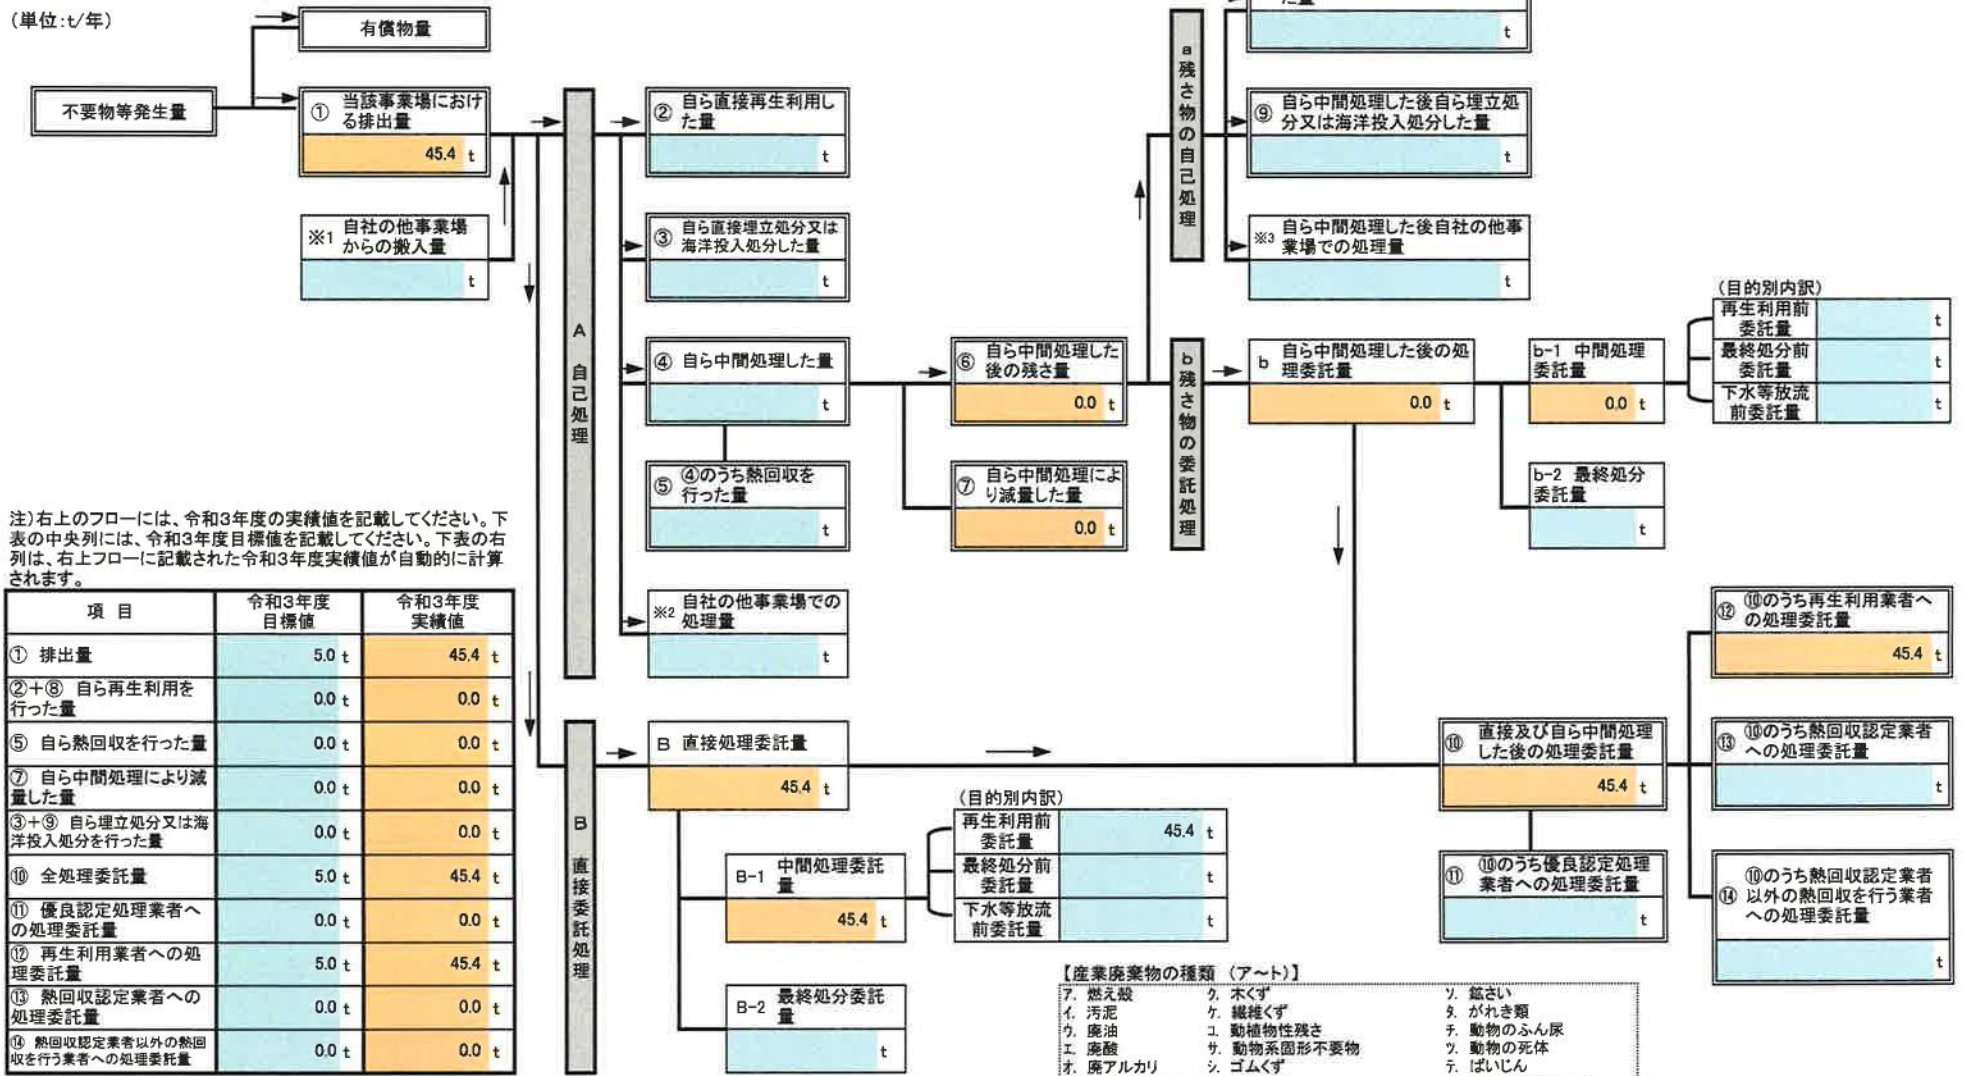 (単位:t/年)
有償物量
不要物等発生量
① 当該事業場におけ
る排出量
45.4 t
※1 自社の他事業場
からの搬入量
t
A 自己処理
② 自ら直接再生利用し
た量
t
③ 自ら直接埋立処分又は
海洋投入処分した量
t
④ 自ら中間処理した量
t
⑤ ④のうち熱回収を
行った量
t
※2 自社の他事業場での
処理量
t
⑥ 自ら中間処理した
後の残さ量
0.0 t
⑦ 自ら中間処理によ
り減量した量
0.0 t
a 残さ物の自己処理
た量
t
⑨ 自ら中間処理した後自ら埋立処
分又は海洋投入処分した量
t
※3 自ら中間処理した後自社の他事
業場での処理量
t
b 残さ物の委託処理
b 自ら中間処理した後の処
理委託量
0.0 t
b-1 中間処理
委託量
0.0 t
b-2 最終処分
委託量
t
(目的別内訳)
再生利用前
委託量
t
最終処分前
委託量
t
下水等放流
前委託量
t
注)右上のフローには、令和3年度の実績値を記載してください。下
表の中央列には、令和3年度目標値を記載してください。下表の右
列は、右上フローに記載された令和3年度実績値が自動的に計算
されます。
項 目 令和3年度 令和3年度
目標値 実績値
① 排出量 5.0 t 45.4 t
②+⑧ 自ら再生利用を
行った量 0.0 t 0.0 t
⑤ 自ら熱回収を行った量 0.0 t 0.0 t
⑦ 自ら中間処理により減
量した量 0.0 t 0.0 t
③+⑨ 自ら埋立処分又は海
洋投入処分を行った量 0.0 t 0.0 t
⑩ 全処理委託量 5.0 t 45.4 t
⑪ 優良認定処理業者へ
の処理委託量 0.0 t 0.0 t
⑫ 再生利用業者への処
理委託量 5.0 t 45.4 t
⑬ 熱回収認定業者への
処理委託量 0.0 t 0.0 t
⑭ 熱回収認定業者以外の熱回
収を行う業者への処理委託量 0.0 t 0.0 t
B 直接委託処理
B 直接処理委託量
45.4 t
B-1 中間処理委託
量
45.4 t
B-2 最終処分委託
量
t
(目的別内訳)
再生利用前
委託量
45.4 t
最終処分前
委託量
t
下水等放流
前委託量
t
⑩ 直接及び自ら中間処理
した後の処理委託量
45.4 t
⑪ ⑩のうち優良認定処理
業者への処理委託量
t
⑫ ⑩のうち再生利用業者へ
の処理委託量
45.4 t
⑬ ⑩のうち熱回収認定業者
への処理委託量
t
⑭ ⑩のうち熱回収認定業者
以外の熱回収を行う業者
への処理委託量
t
【産業廃棄物の種類 (ア~ト)】
ア. 燃え殻 ク. 木くず ソ. 鉱さい
イ. 汚泥 ケ. 繊維くず タ. がれき類
ウ. 廃油 コ. 動植物性残さ チ. 動物のふん尿
エ. 廃酸 サ. 動物系固形不要物 ツ. 動物の死体
オ. 廃アルカリ シ. ゴムくず テ. ばいじん